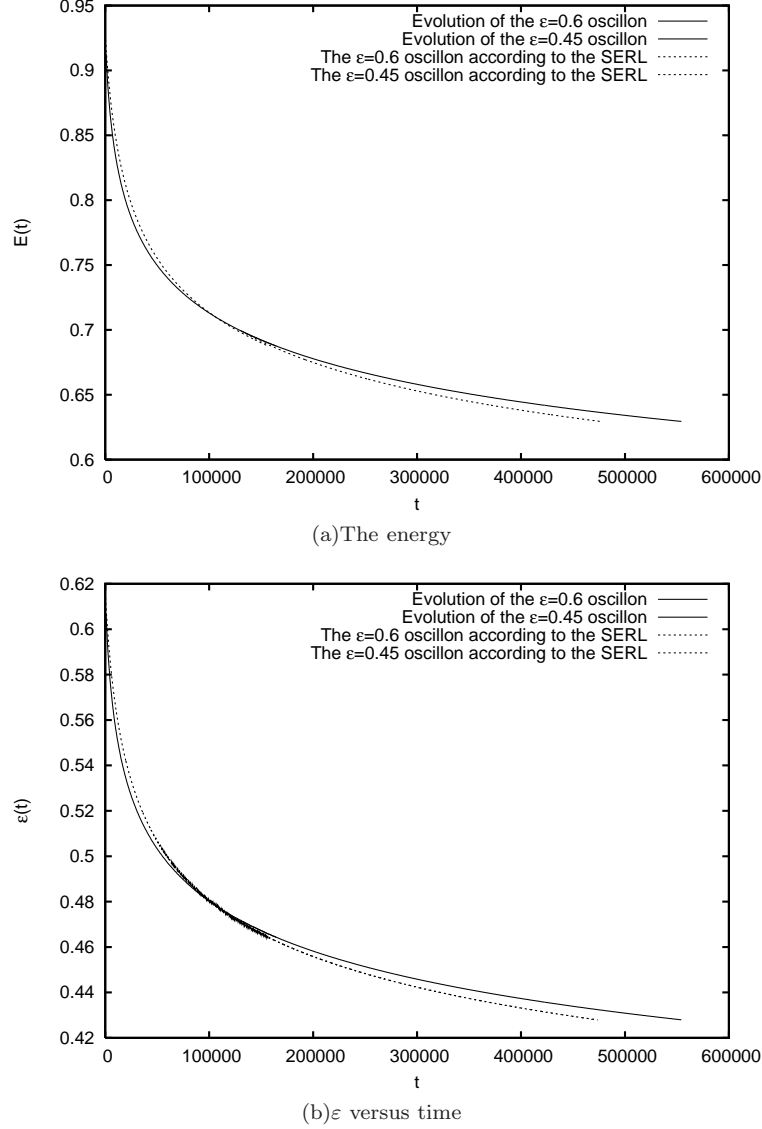 0.95
0.9
0.85
0.8
0.75
0.7
0.65
0.6
E(t)
Evolution of the ε=0.6 oscillon
Evolution of the ε=0.45 oscillon
The ε=0.6 oscillon according to the SERL
The ε=0.45 oscillon according to the SERL
0 100000 200000 300000 400000 500000 600000
t
(a)The energy
0.62
0.6
0.58
0.56
0.54
0.52
0.5
0.48
0.46
0.44
0.42
ε(t)
Evolution of the ε=0.6 oscillon
Evolution of the ε=0.45 oscillon
The ε=0.6 oscillon according to the SERL
The ε=0.45 oscillon according to the SERL
0 100000 200000 300000 400000 500000 600000
t
(b)ε versus time